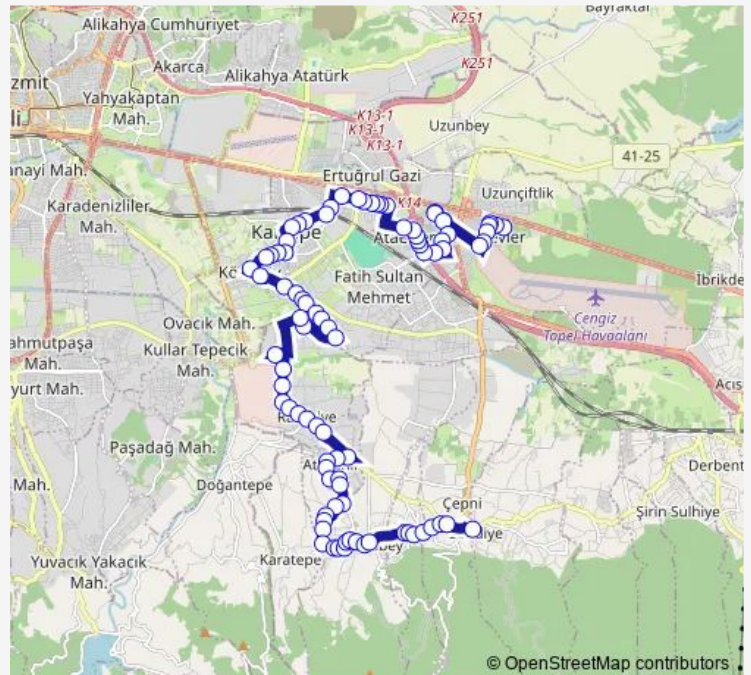 Bayraktar
Alikahya Cumhuriyet
K251
Akarca
Alikahya Atatürk
K251
zmit
Yahyakaptan
Mah.
K13-1
K13-1
K13-1
Uzunbey
41-25
anayi Mah.
Ertuğrul Gazi
Uzunçiftlik
Karadenizliler
Mah.
K14
Fatih Sultan
Mehmet
İbrikde
Cengiz
Topel Havaalanı
Ovacık Mah.
ahmutpaşa
Mah.
Kullar Tepecik
Mah.
yurt Mah.
Acıs
Paşadağ Mah.
Derbent
Mah.
Doğantepe
Çepni
Şirin Sulhiye
Karatepe
Yuvacık Yakacık
Mah.
© OpenStreetMap contributors